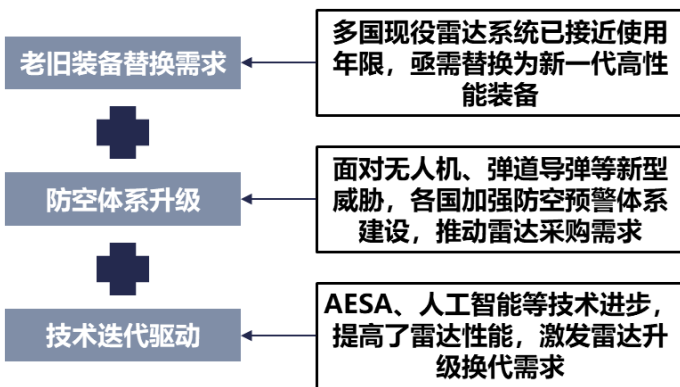 老旧装备替换需求
多国现役雷达系统已接近使用
年限，亟需替换为新一代高性
能装备
防空体系升级
面对无人机、弹道导弹等新型
威胁，各国加强防空预警体系
建设，推动雷达采购需求
技术迭代驱动
AESA、人工智能等技术进步，
提高了雷达性能，激发雷达升
级换代需求